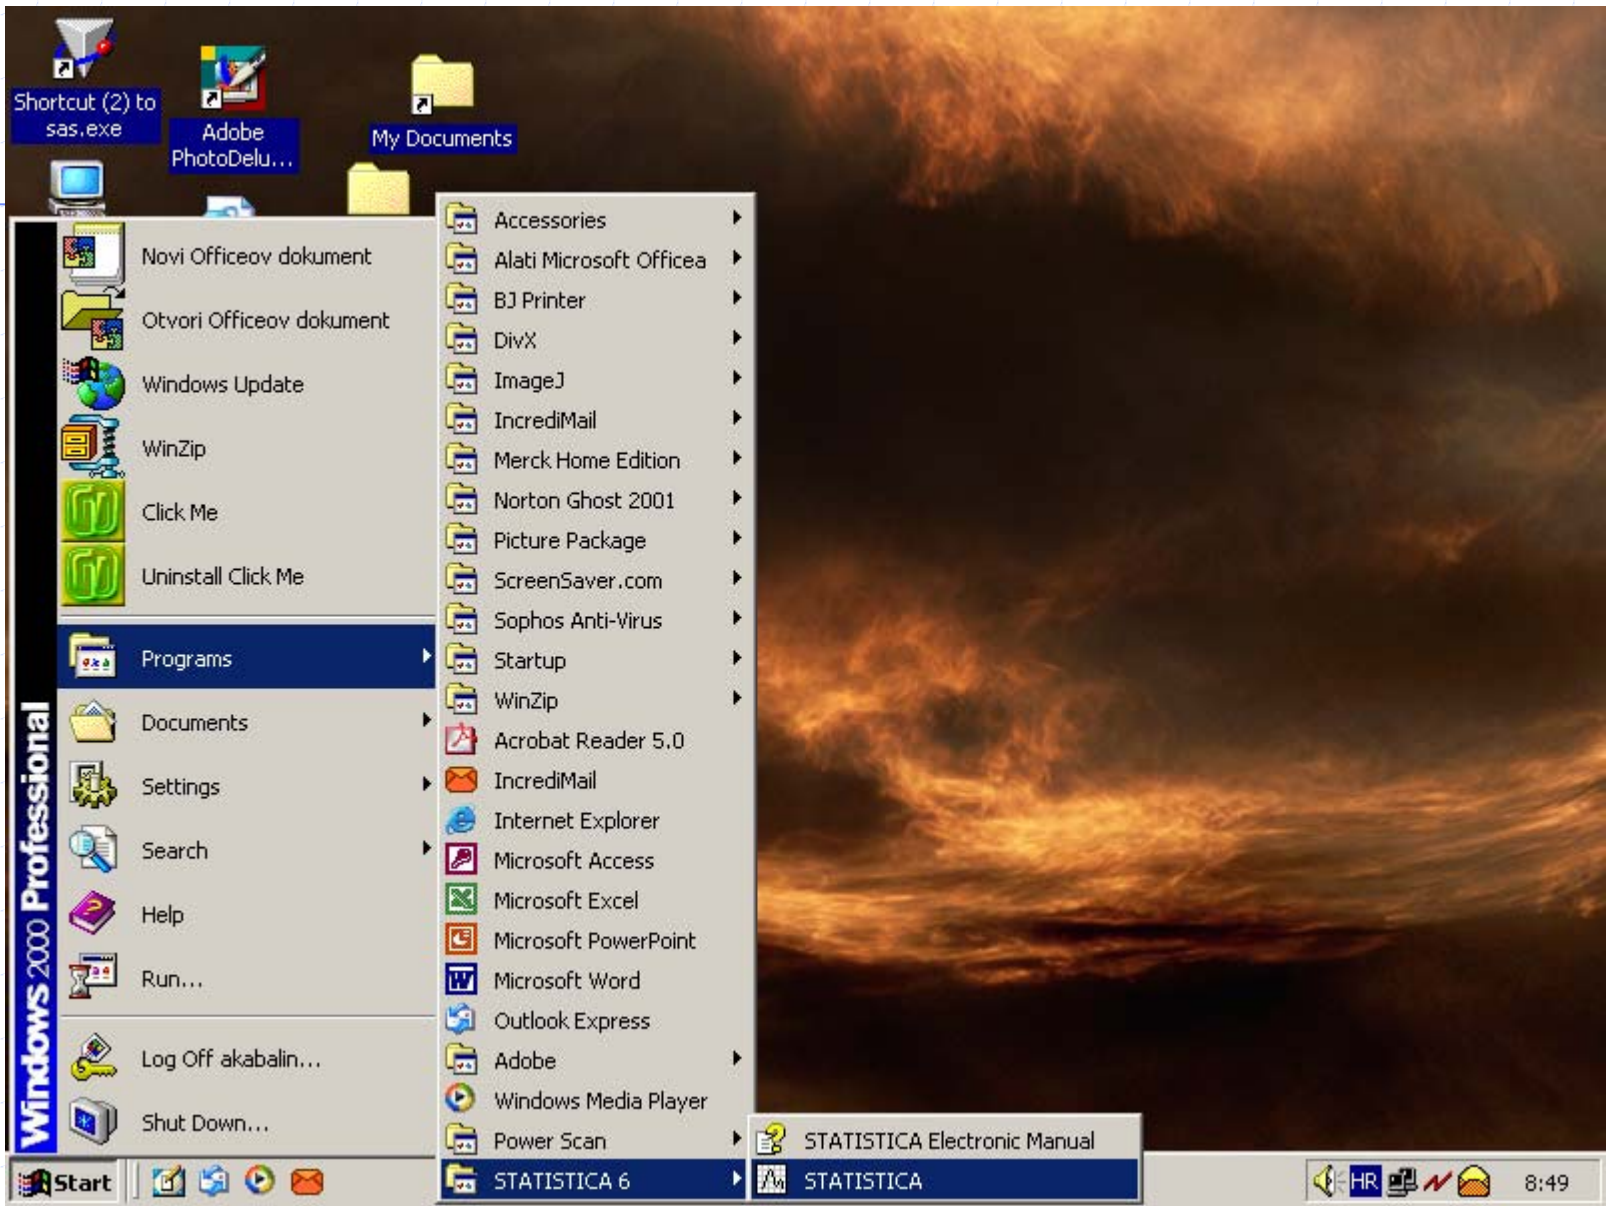 Shortcut (2) to
sas.exe
Adobe
PhotoDelu...
My Documents
Novi Officeov dokument
Otvori Officeov dokument
Windows Update
WinZip
Click Me
Uninstall Click Me
Programs
Documents
Settings
Search
Help
Run...
Log Off akabalin...
Shut Down...
Windows 2000 Professional
Accessories
Alati Microsoft Officea
BJ Printer
DivX
ImageJ
IncrediMail
Merck Home Edition
Norton Ghost 2001
Picture Package
ScreenSaver.com
Sophos Anti-Virus
Startup
WinZip
Acrobat Reader 5.0
IncrediMail
Internet Explorer
Microsoft Access
Microsoft Excel
Microsoft PowerPoint
Microsoft Word
Outlook Express
Adobe
Windows Media Player
Power Scan
STATISTICA 6
STATISTICA Electronic Manual
STATISTICA
Start
HR
8:49